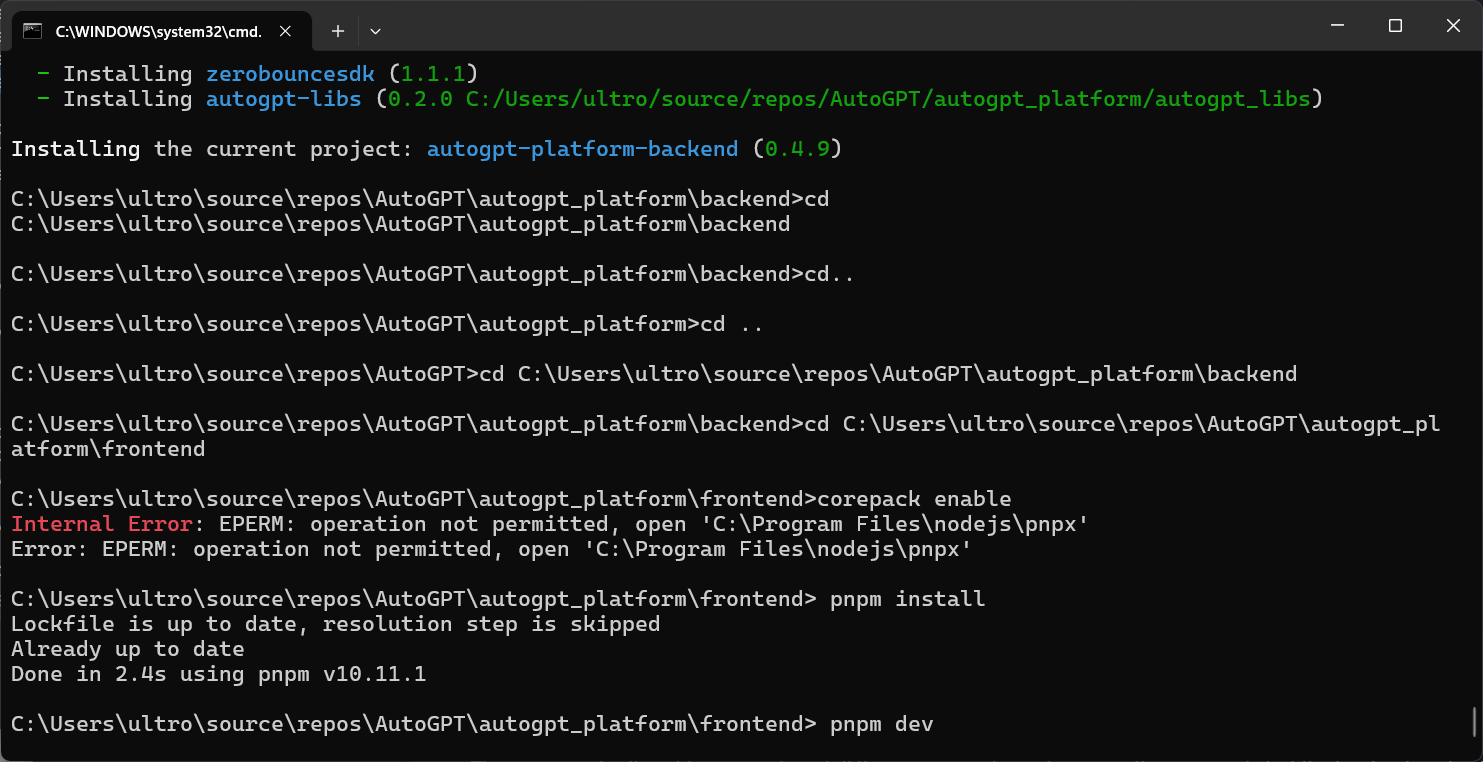 C:\WINDOWS\system32\cmd.
- Installing zerobouncesdk (1.1.1)
- Installing autogpt-libs (0.2.0 C:/Users/ultro/source/repos/AutoGPT/autogpt_platform/autogpt_libs)
Installing the current project: autogpt-platform-backend (0.4.9)
C:\Users\ultro\source\repos\AutoGPT\autogpt_platform\backend>cd
C:\Users\ultro\source\repos\AutoGPT\autogpt_platform\backend
C:\Users\ultro\source\repos\AutoGPT\autogpt_platform\backend>cd..
C:\Users\ultro\source\repos\AutoGPT\autogpt_platform>cd ..
C:\Users\ultro\source\repos\AutoGPT>cd C:\Users\ultro\source\repos\AutoGPT\autogpt_platform\backend
C:\Users\ultro\source\repos\AutoGPT\autogpt_platform\backend>cd C:\Users\ultro\source\repos\AutoGPT\autogpt_pl
atform\frontend
C:\Users\ultro\source\repos\AutoGPT\autogpt_platform\frontend>corepack enable
Internal Error: EPERM: operation not permitted, open 'C:\Program Files\nodejs\pnpx'
Error: EPERM: operation not permitted, open 'C:\Program Files\nodejs\pnpx'
C:\Users\ultro\source\repos\AutoGPT\autogpt_platform\frontend> pnpm install
Lockfile is up to date, resolution step is skipped
Already up to date
Done in 2.4s using pnpm v10.11.1
C:\Users\ultro\source\repos\AutoGPT\autogpt_platform\frontend> pnpm dev